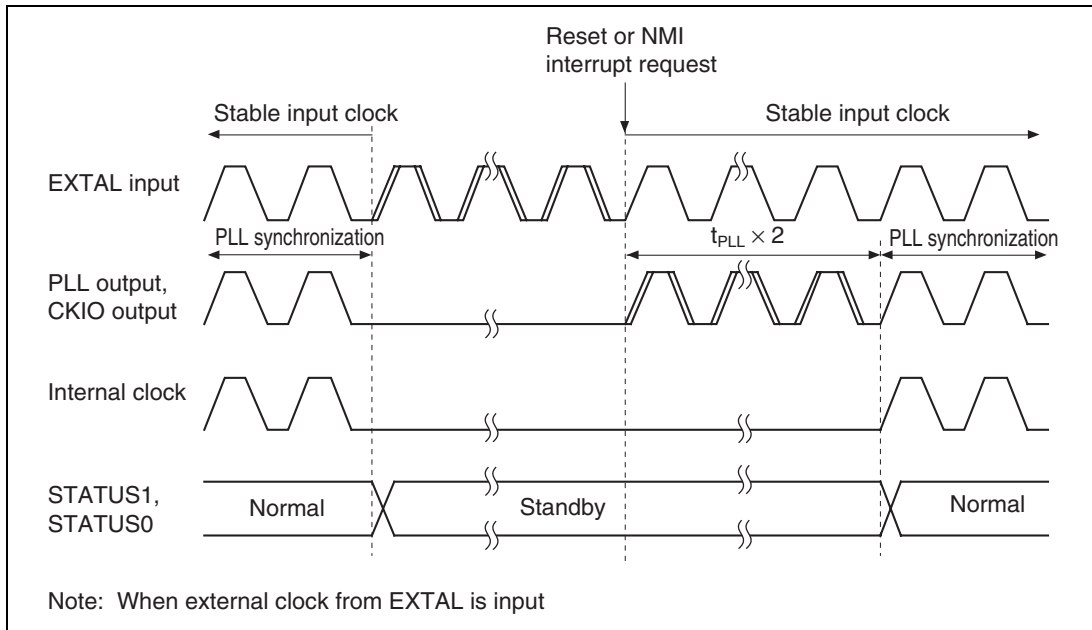 Reset or NMI
interrupt request
Stable input clock
Stable input clock
EXTAL input
PLL synchronization
tPLL × 2
PLL synchronization
PLL output,
CKIO output
Internal clock
STATUS1,
STATUS0
Normal
Standby
Normal
Note: When external clock from EXTAL is input